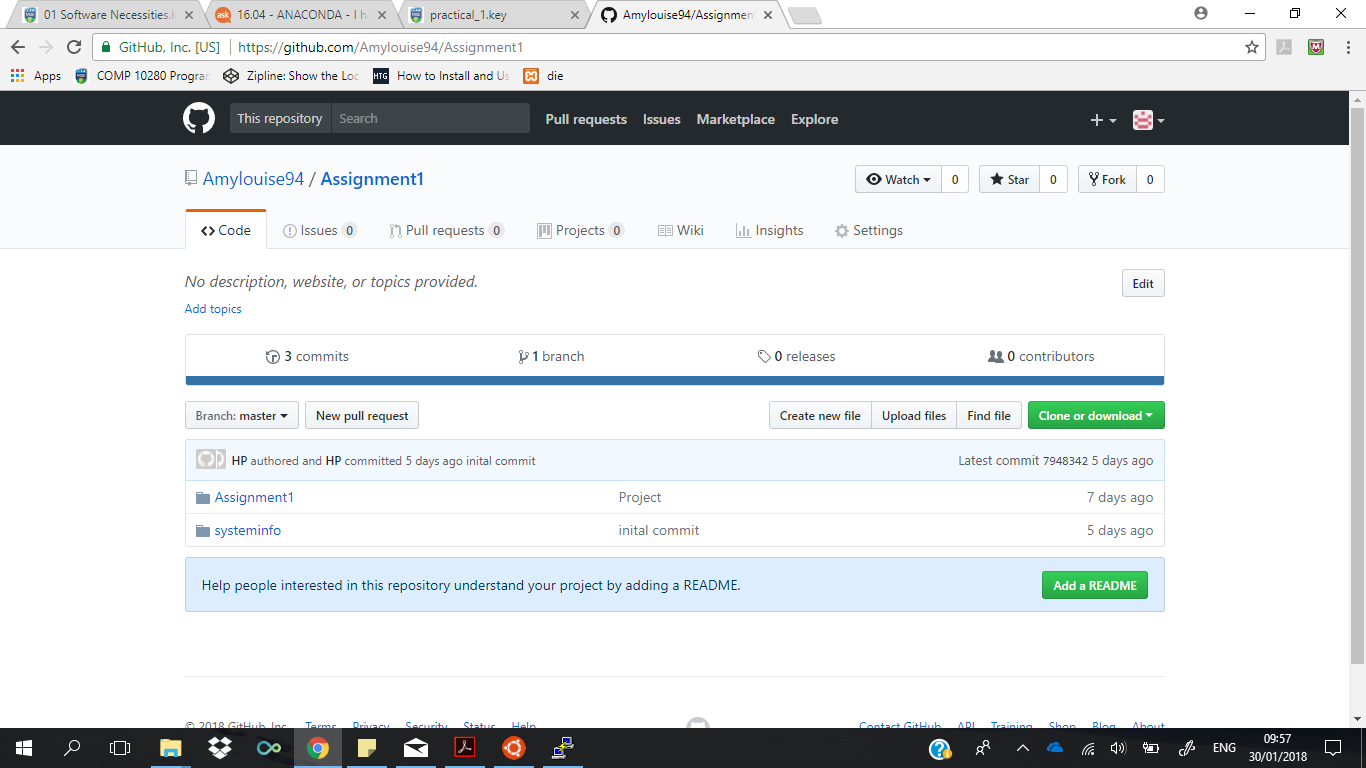 01 Software Necessities.k
16.04 - ANACONDA - I ha
practical_1.key
Amylouise94/Assignmen
GitHub, Inc. [US]
https://github.com/Amylouise94/Assignment1
Apps
COMP 10280 Progra
Zipline: Show the Loc
HTG
How to Install and Us
die
This repository
Search
Pull requests
Issues
Marketplace
Explore
Amylouise94 / Assignment1
Watch 0
Star 0
Fork 0
Code
Issues 0
Pull requests 0
Projects 0
Wiki
Insights
Settings
No description, website, or topics provided.
Edit
Add topics
3 commits
1 branch
0 releases
0 contributors
Branch: master
New pull request
Create new file
Upload files
Find file
Clone or download
HP authored and HP committed 5 days ago inital commit
Latest commit 7948342 5 days ago
Assignment1 Project 7 days ago
systeminfo inital commit 5 days ago
Help people interested in this repository understand your project by adding a README.
Add a README
© 2018 GitHub, Inc.
Terms
Privacy
Security
Status
Help
Contact GitHub
API
Training
Shop
Blog
About
ENG
09:57
30/01/2018